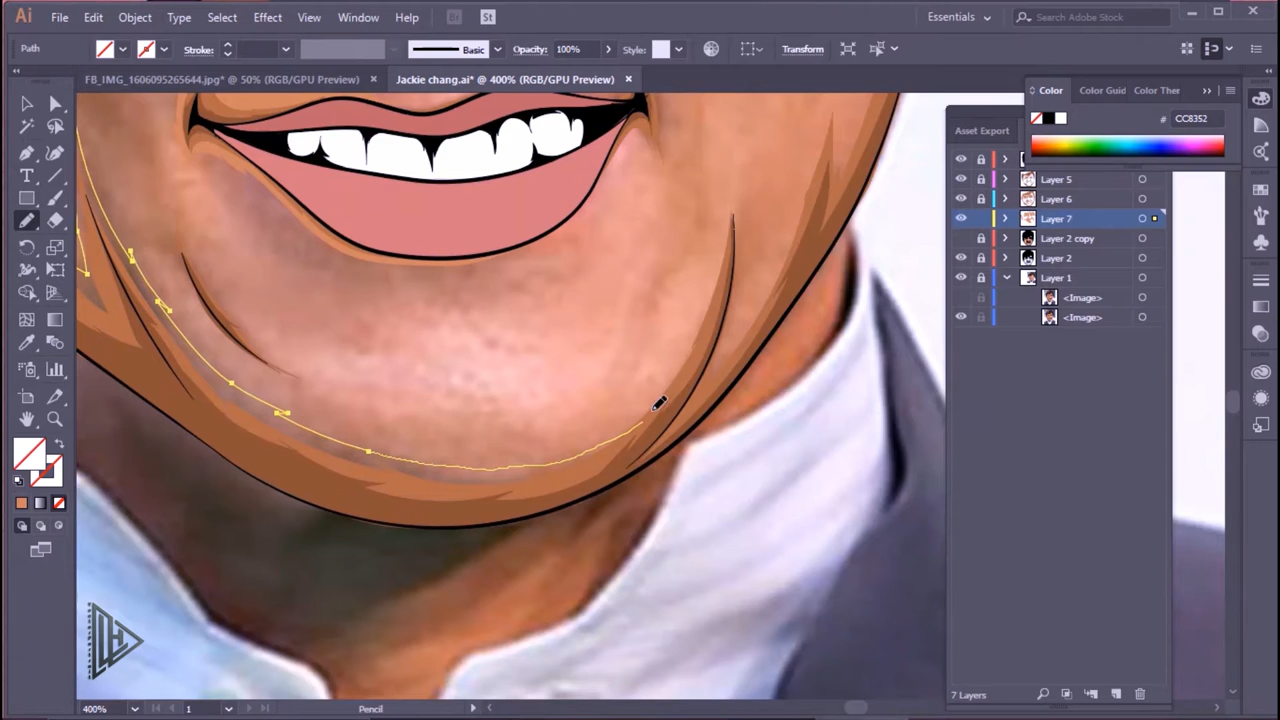 Ai File Edit Object Type Select Effect View Window Help Br St Essentials Search Adobe Stock
Path Stroke: Basic Opacity: 100% Style: Transform
FB_IMG_1606095265644.jpg* @ 50% (RGB/GPU Preview) × Jackie chang.ai* @ 400% (RGB/GPU Preview) ×
Color Color Guid Color Ther
# CC8352
Asset Export
Layer 5
Layer 6
Layer 7
Layer 2 copy
Layer 2
Layer 1
<Image>
<Image>
7 Layers
400% 1 Pencil